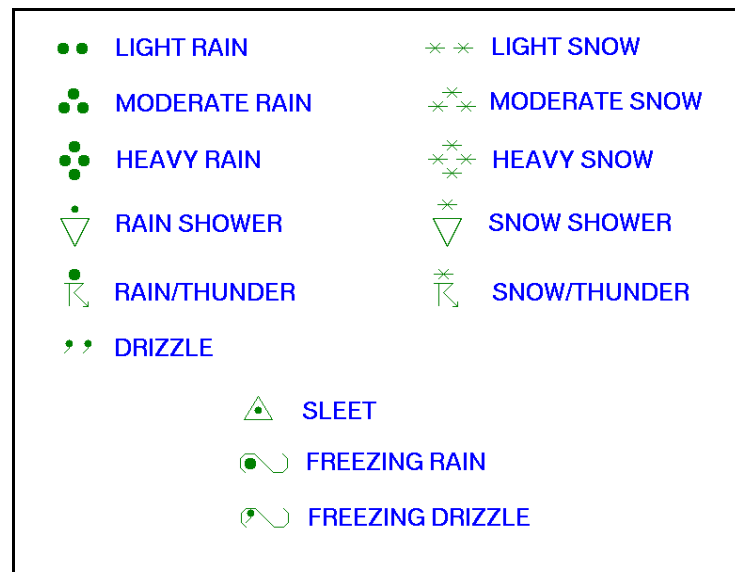 LIGHT RAIN
LIGHT SNOW
MODERATE RAIN
MODERATE SNOW
HEAVY RAIN
HEAVY SNOW
RAIN SHOWER
SNOW SHOWER
RAIN/THUNDER
SNOW/THUNDER
DRIZZLE
SLEET
FREEZING RAIN
FREEZING DRIZZLE